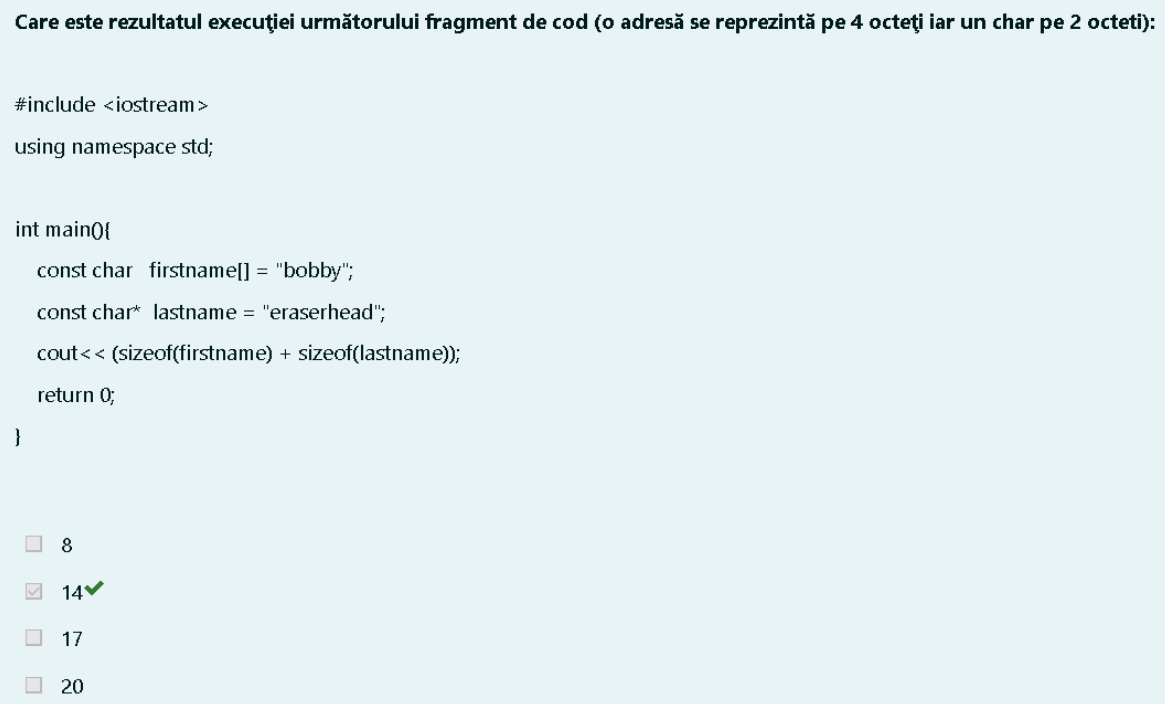 Care este rezultatul execuţiei următorului fragment de cod (o adresă se reprezintă pe 4 octeţi iar un char pe 2 octeti):
#include <iostream>
using namespace std;
int main(){
const char firstname[] = "bobby";
const char* lastname = "eraserhead";
cout<< (sizeof(firstname) + sizeof(lastname));
return 0;
}
8
14
17
20